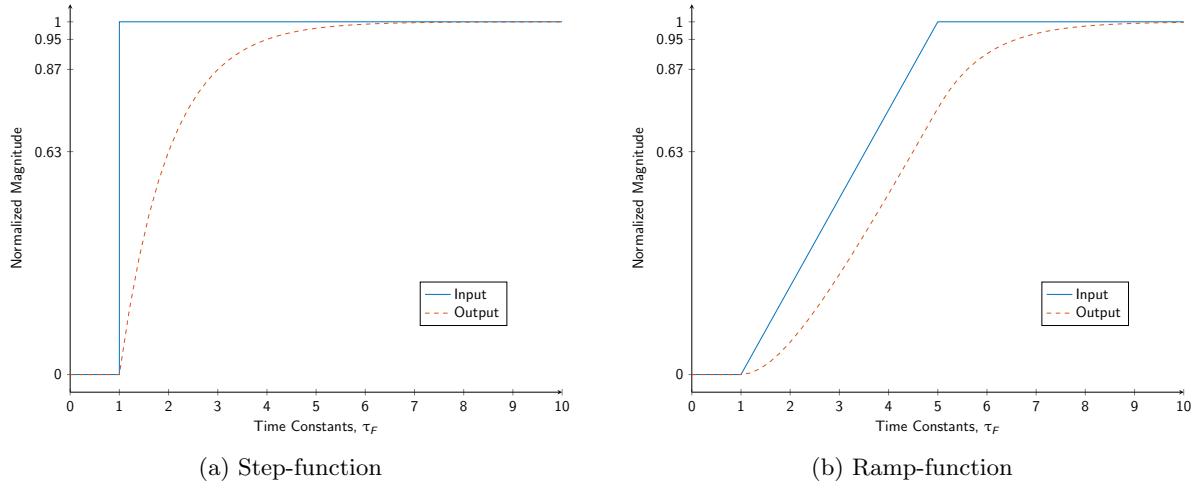 1
0.95
0.87
0.63
0
Normalized Magnitude
Input
Output
0 1 2 3 4 5 6 7 8 9 10
Time Constants, τF
(a) Step-function
1
0.95
0.87
0.63
0
Normalized Magnitude
Input
Output
0 1 2 3 4 5 6 7 8 9 10
Time Constants, τF
(b) Ramp-function